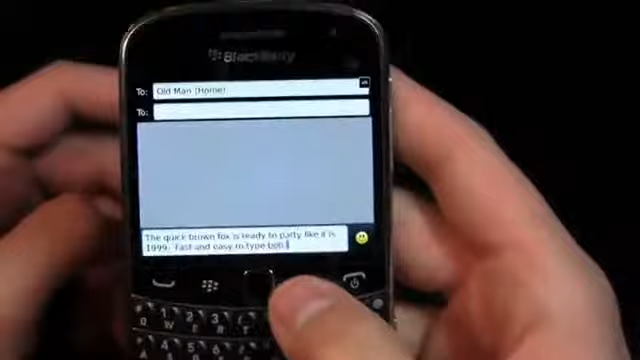 BlackBerry
To: Old Man (Home)
To:
The quick brown fox is ready to party like it is
1999. Fast and easy to type